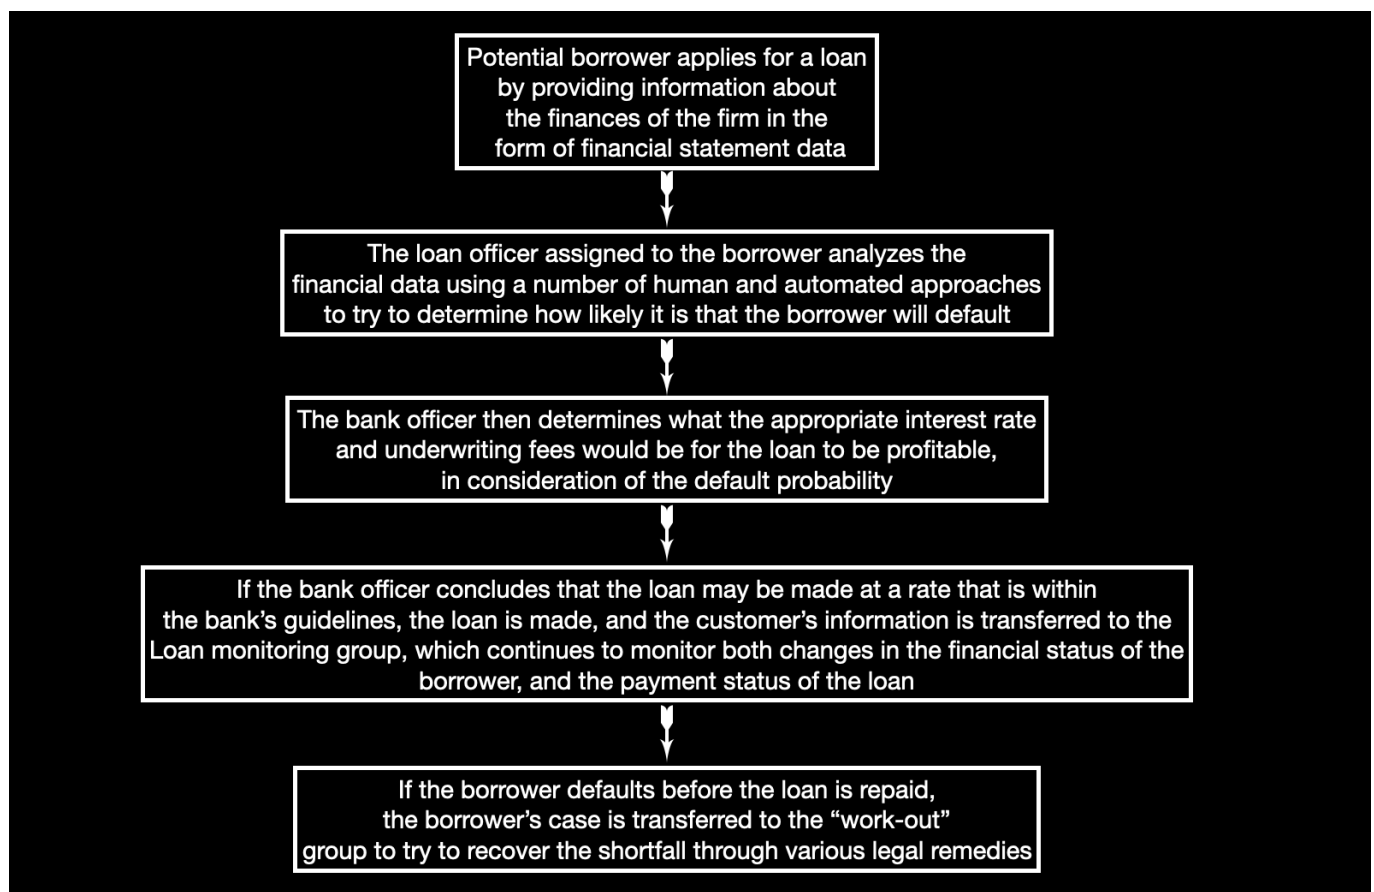 Potential borrower applies for a loan
by providing information about
the finances of the firm in the
form of financial statement data
The loan officer assigned to the borrower analyzes the
financial data using a number of human and automated approaches
to try to determine how likely it is that the borrower will default
The bank officer then determines what the appropriate interest rate
and underwriting fees would be for the loan to be profitable,
in consideration of the default probability
If the bank officer concludes that the loan may be made at a rate that is within
the bank’s guidelines, the loan is made, and the customer’s information is transferred to the
Loan monitoring group, which continues to monitor both changes in the financial status of the
borrower, and the payment status of the loan
If the borrower defaults before the loan is repaid,
the borrower’s case is transferred to the “work-out”
group to try to recover the shortfall through various legal remedies